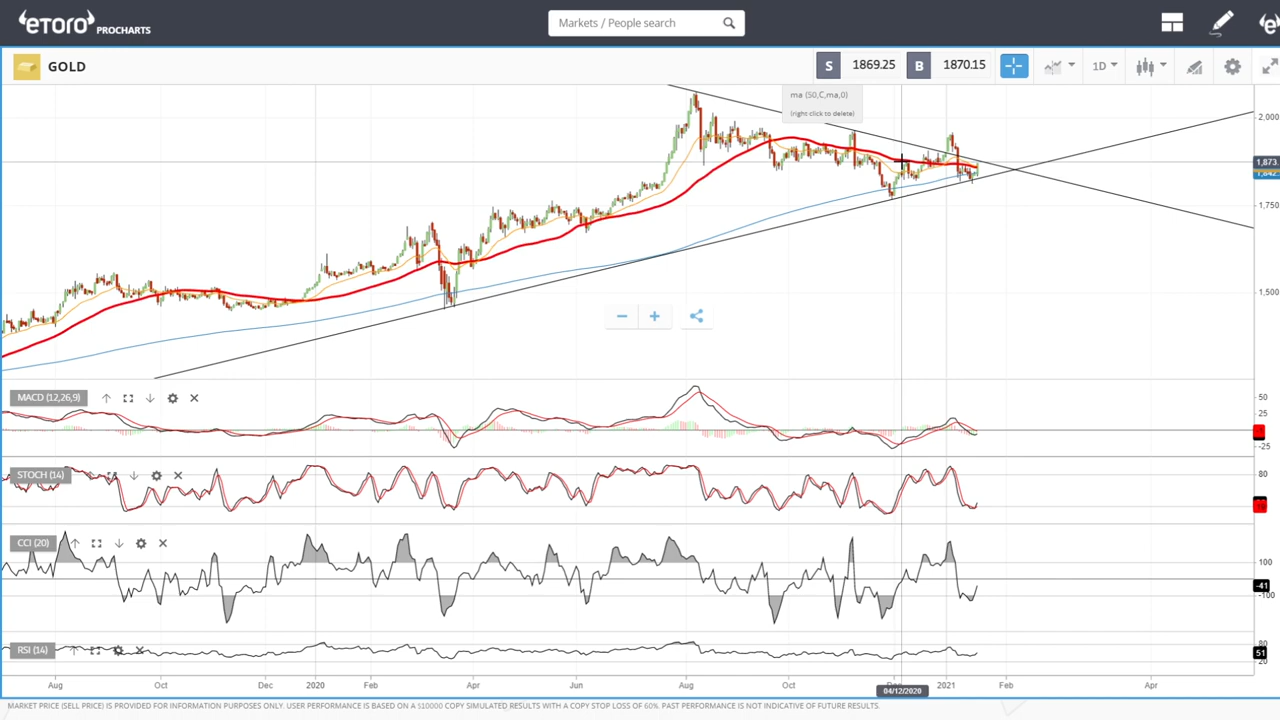 eToro PROCHARTS
Markets / People search
GOLD
S 1869.25 B 1870.15
1D
ma (50,C,ma,0)
(right click to delete)
2,000
1,873.
1,842.
1,750
1,500
MACD (12,26,9)
50
25
-25
STOCH (14)
80
CCI (20)
100
-41
-100
RSI (14)
80
51
20
Aug Oct Dec 2020 Feb Apr Jun Aug Oct 2021 Feb Apr
04/12/2020
MARKET PRICE (SELL PRICE) IS PROVIDED FOR INFORMATION PURPOSES ONLY. USER PERFORMANCE IS BASED ON A $10000 COPY SIMULATED RESULTS WITH A COPY STOP LOSS OF 60%. PAST PERFORMANCE IS NOT INDICATIVE OF FUTURE RESULTS.